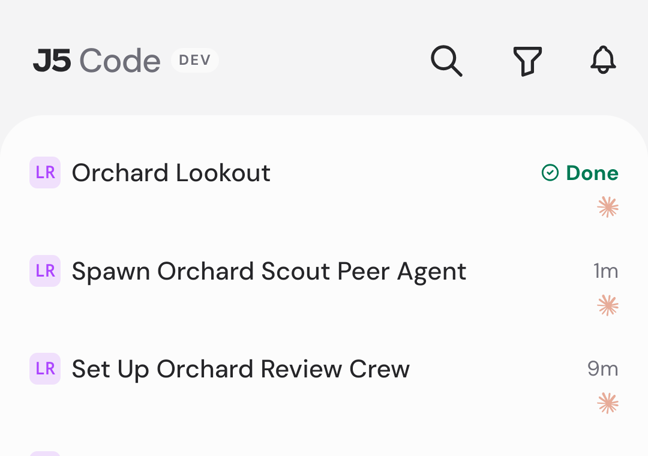 J5 Code DEV
LR Orchard Lookout Done
LR Spawn Orchard Scout Peer Agent 1m
LR Set Up Orchard Review Crew 9m